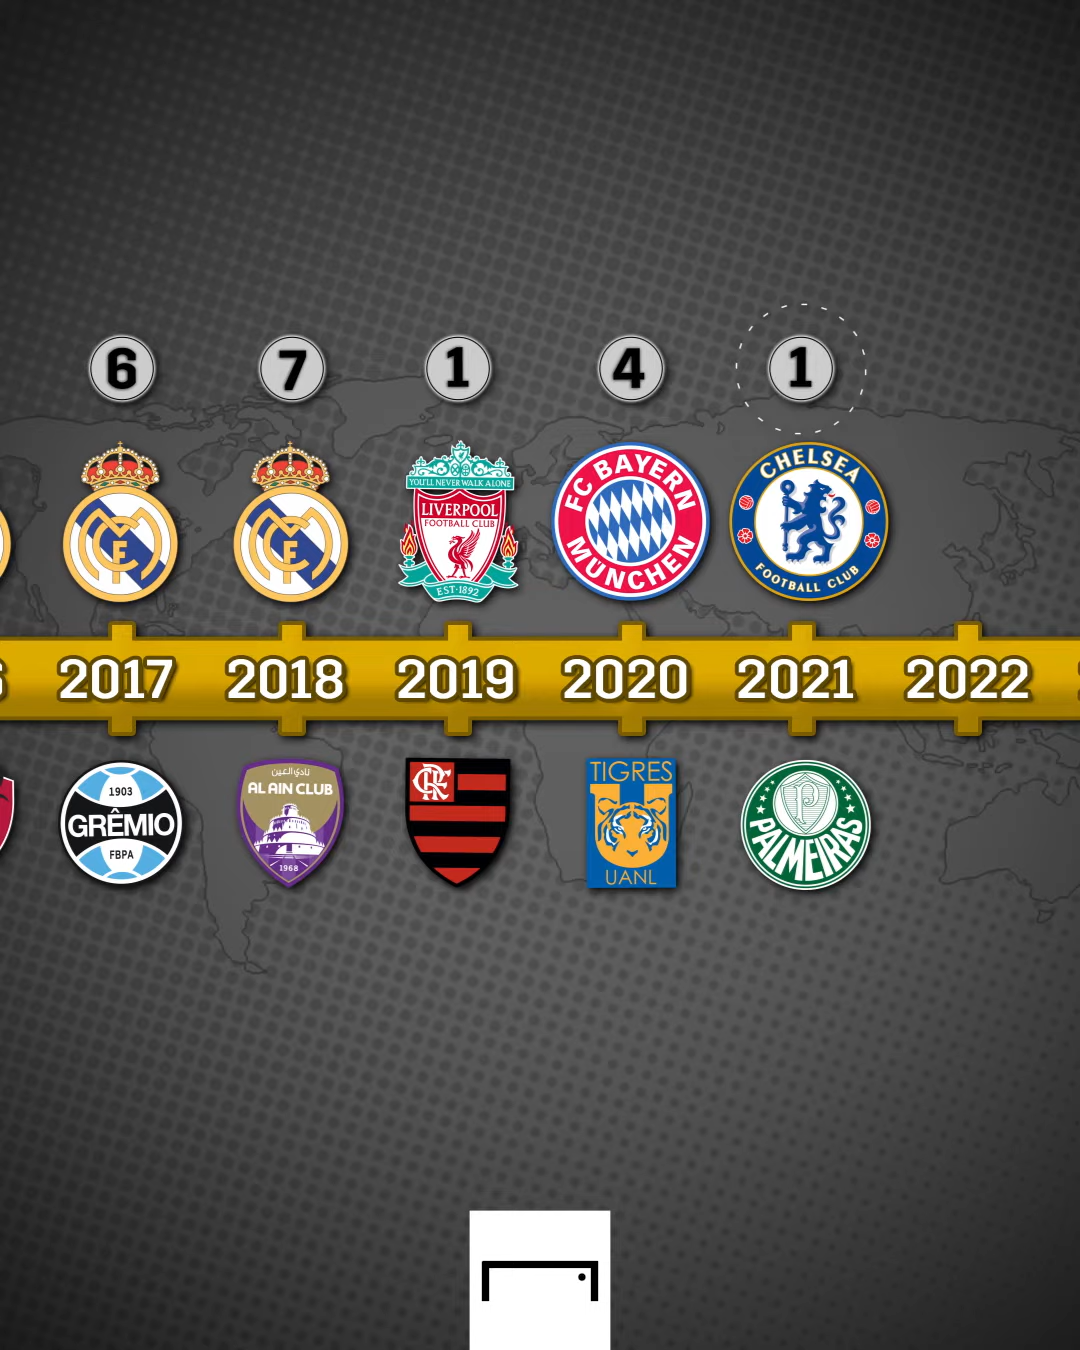 6 7 1 4 1
YOU'LL NEVER WALK ALONE
LIVERPOOL
FOOTBALL CLUB
EST·1892
FC BAYERN
MÜNCHEN
CHELSEA
FOOTBALL CLUB
2017 2018 2019 2020 2021 2022
1903
GRÊMIO
FBPA
نادي العين
AL AIN CLUB
1968
CRF
TIGRES
UANL
P
PALMEIRAS